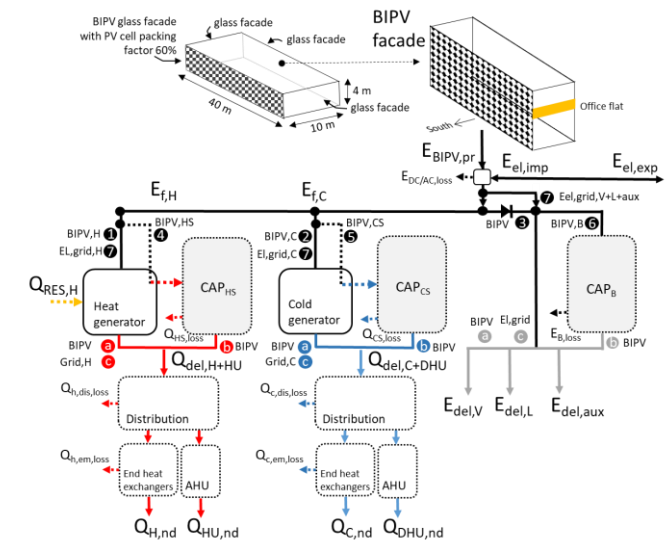 BIPV glass facade
with PV cell packing
factor 60%
glass facade
glass facade
glass facade
4 m
40 m
10 m
BIPV
facade
Office flat
South
E_BIPV,pr
E_el,imp
E_el,exp
E_DC/AC,loss
E_f,H
E_f,C
7 Eel,grid,V+L+aux
BIPV 3
BIPV,B 6
BIPV,H 1
BIPV,HS
4
EL,grid,H 7
BIPV,C 2
BIPV,CS
5
El,grid,C 7
Q_RES,H
Heat
generator
CAP_HS
Q_HS,loss
Cold
generator
CAP_CS
Q_CS,loss
CAP_B
E_B,loss
BIPV a
b BIPV
Grid,H c
Q_del,H+HU
BIPV a
b BIPV
Grid,C c
Q_del,C+DHU
BIPV
a
El,grid
c
b BIPV
E_del,V
E_del,L
E_del,aux
Q_h,dis,loss
Distribution
Q_h,em,loss
End heat
exchangers
AHU
Q_H,nd
Q_HU,nd
Q_c,dis,loss
Distribution
Q_c,em,loss
End heat
exchangers
AHU
Q_C,nd
Q_DHU,nd